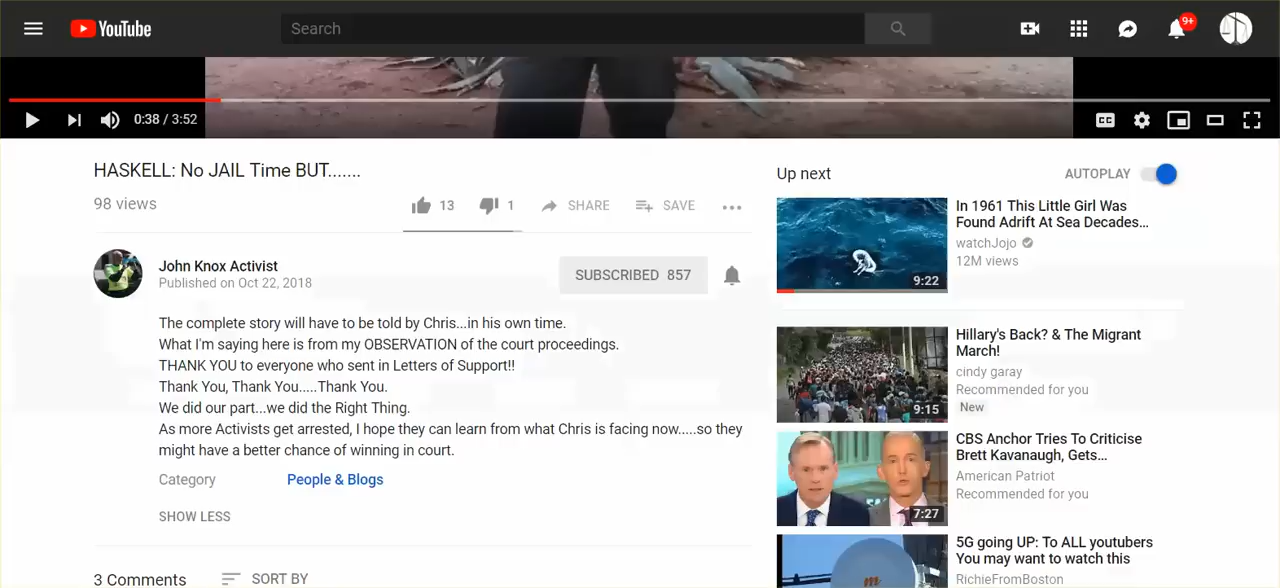 YouTube
Search
9+
0:38 / 3:52
CC
HASKELL: No JAIL Time BUT.......
98 views
13
1
SHARE
SAVE
John Knox Activist
Published on Oct 22, 2018
SUBSCRIBED 857
The complete story will have to be told by Chris...in his own time.
What I'm saying here is from my OBSERVATION of the court proceedings.
THANK YOU to everyone who sent in Letters of Support!!
Thank You, Thank You.....Thank You.
We did our part...we did the Right Thing.
As more Activists get arrested, I hope they can learn from what Chris is facing now.....so they
might have a better chance of winning in court.
Category
People & Blogs
SHOW LESS
3 Comments
SORT BY
Up next
AUTOPLAY
9:22
In 1961 This Little Girl Was
Found Adrift At Sea Decades...
watchJojo
12M views
9:15
Hillary's Back? & The Migrant
March!
cindy garay
Recommended for you
New
7:27
CBS Anchor Tries To Criticise
Brett Kavanaugh, Gets...
American Patriot
Recommended for you
5G going UP: To ALL youtubers
You may want to watch this
RichieFromBoston